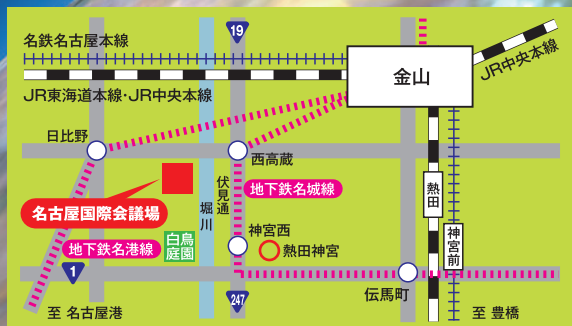 19
名鉄名古屋本線
金山
JR中央本線
JR東海道本線・JR中央本線
日比野
西高蔵
伏見通
地下鉄名城線
熱田
堀川
名古屋国際会議場
神宮西
神宮前
地下鉄名港線
白鳥
庭園
熱田神宮
1
伝馬町
247
至 名古屋港
至 豊橋